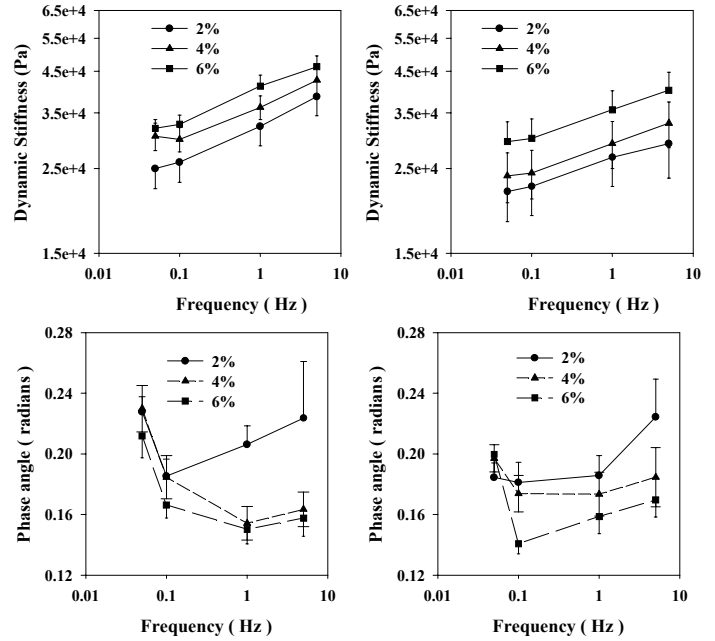 Dynamic Stiffness (Pa)
6.5e+4
5.5e+4
4.5e+4
3.5e+4
2.5e+4
1.5e+4
2%
4%
6%
0.01
0.1
1
10
Frequency ( Hz )
Dynamic Stiffness (Pa)
6.5e+4
5.5e+4
4.5e+4
3.5e+4
2.5e+4
1.5e+4
2%
4%
6%
0.01
0.1
1
10
Frequency ( Hz )
Phase angle ( radians )
0.28
0.24
0.20
0.16
0.12
2%
4%
6%
0.01
0.1
1
10
Frequency ( Hz )
Phase angle ( radians )
0.28
0.24
0.20
0.16
0.12
2%
4%
6%
0.01
0.1
1
10
Frequency ( Hz )